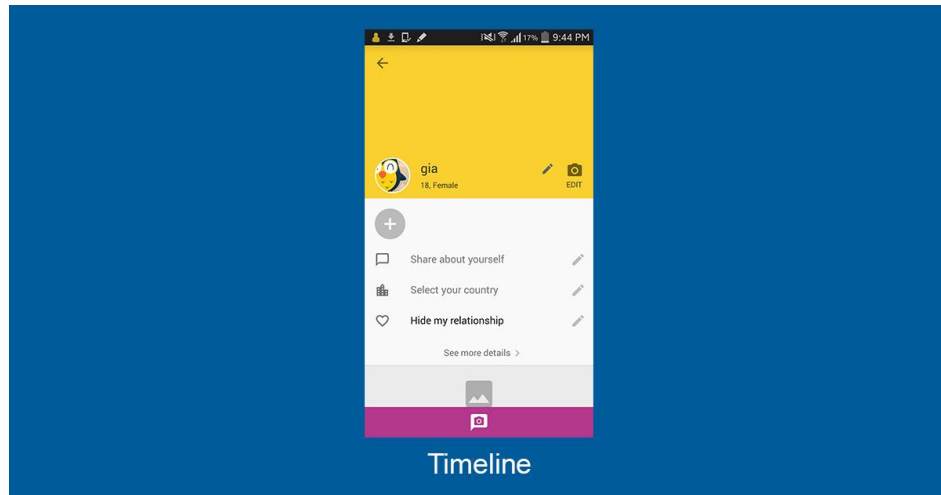 17% 9:44 PM
gia
18, Female
EDIT
Share about yourself
Select your country
Hide my relationship
See more details >
Timeline